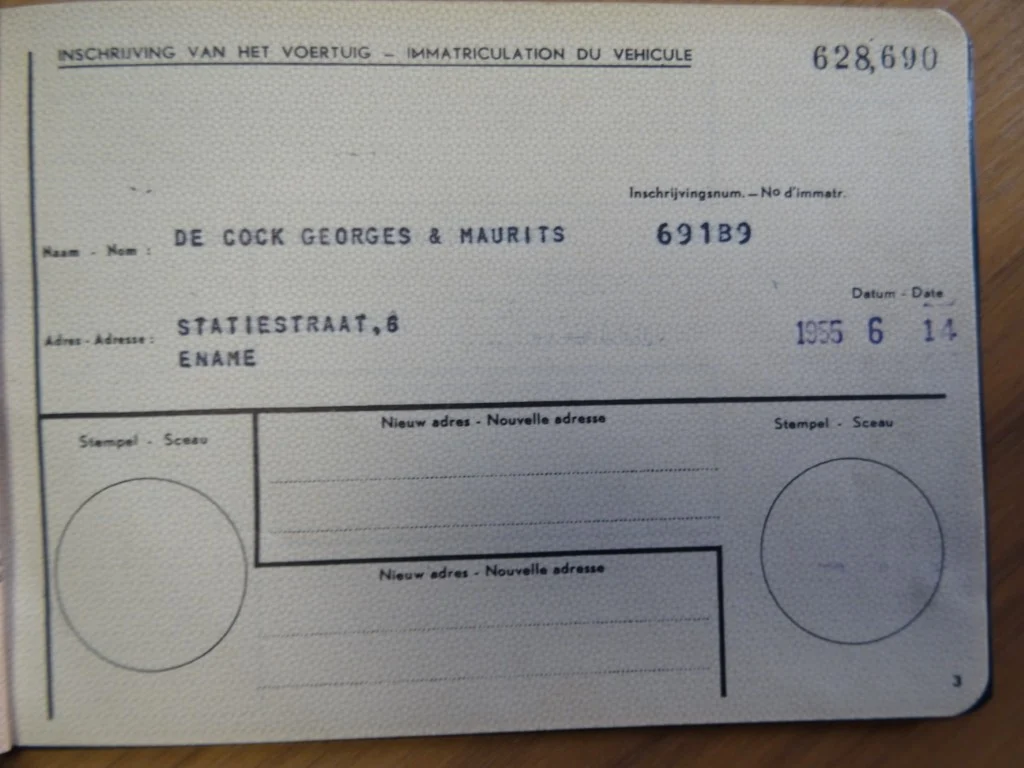 INSCHRIJVING VAN HET VOERTUIG – IMMATRICULATION DU VEHICULE
628,690
Inschrijvingsnum. – No d'immatr.
Naam - Nom : DE COCK GEORGES & MAURITS 691B9
Datum - Date
Adres - Adresse : STATIESTRAAT,6 1955 6 14
ENAME
Stempel - Sceau
Nieuw adres - Nouvelle adresse
Stempel - Sceau
Nieuw adres - Nouvelle adresse
3